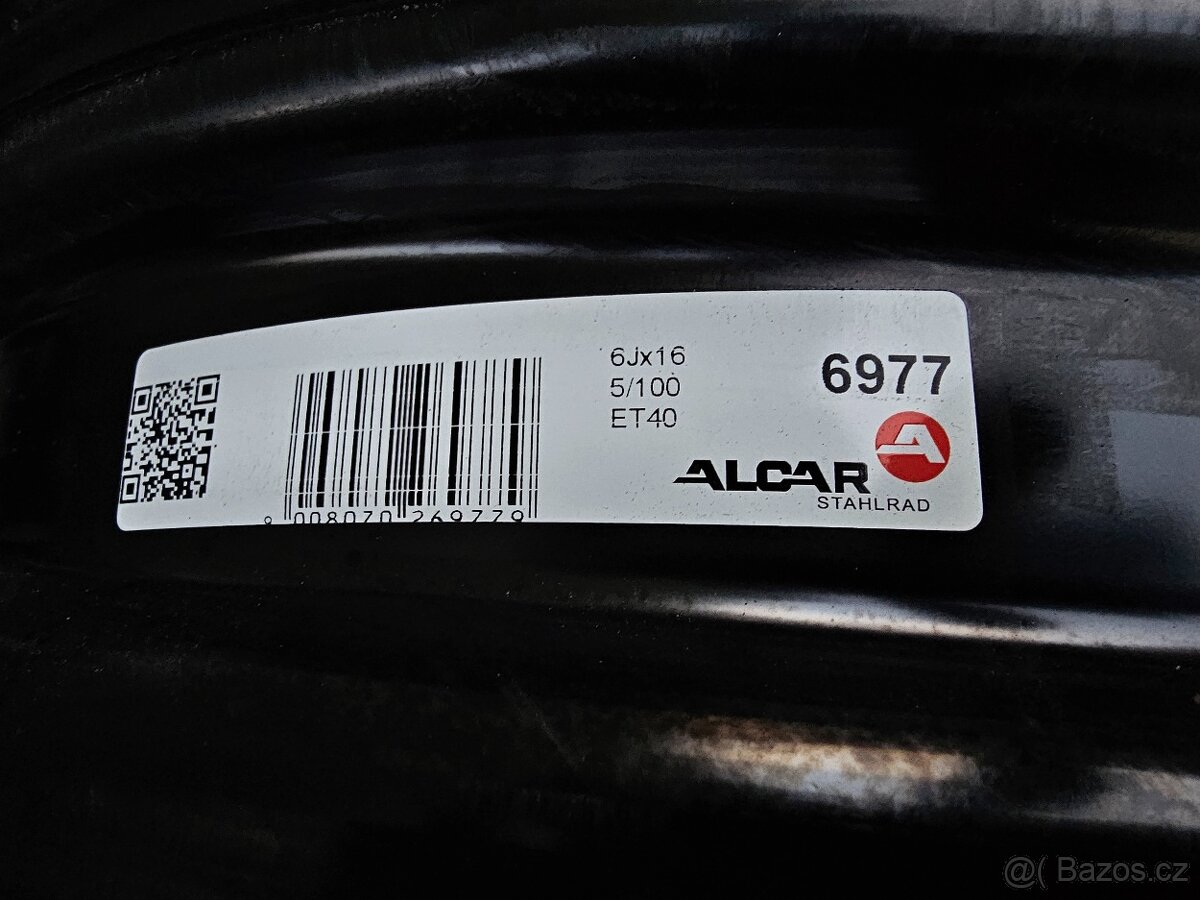 6Jx16
5/100
ET40
6977
ALCAR
STAHLRAD
9 008070 269779
@( Bazos.cz